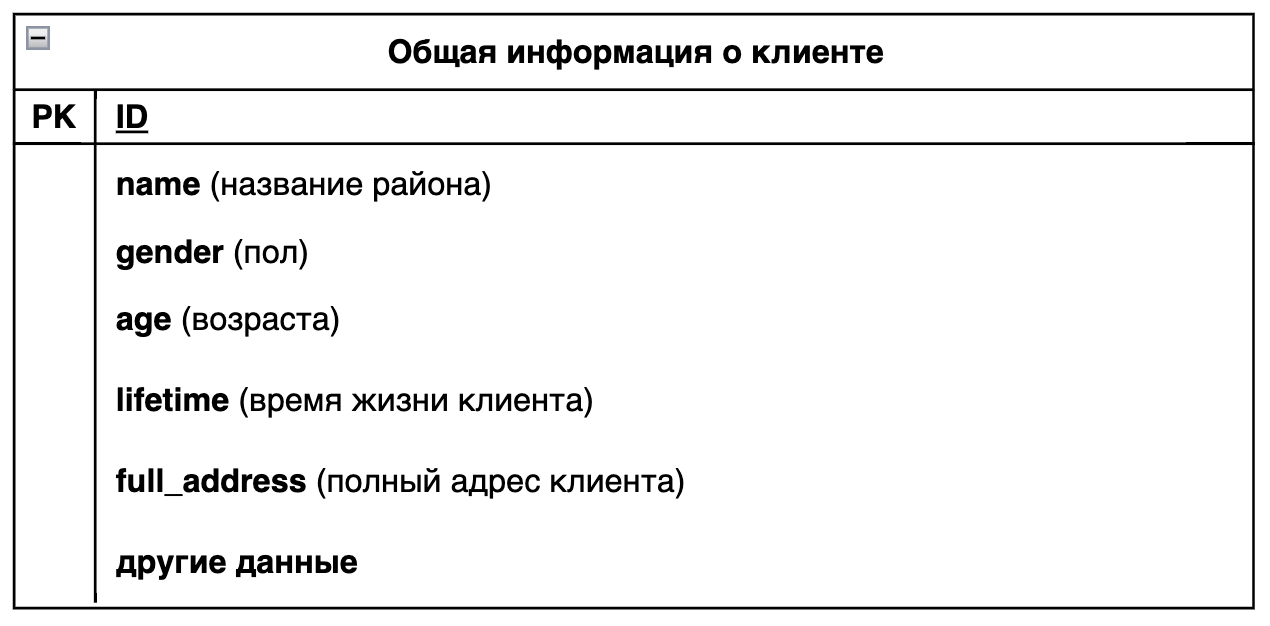 Общая информация о клиенте
PK ID
name (название района)
gender (пол)
age (возраста)
lifetime (время жизни клиента)
full_address (полный адрес клиента)
другие данные